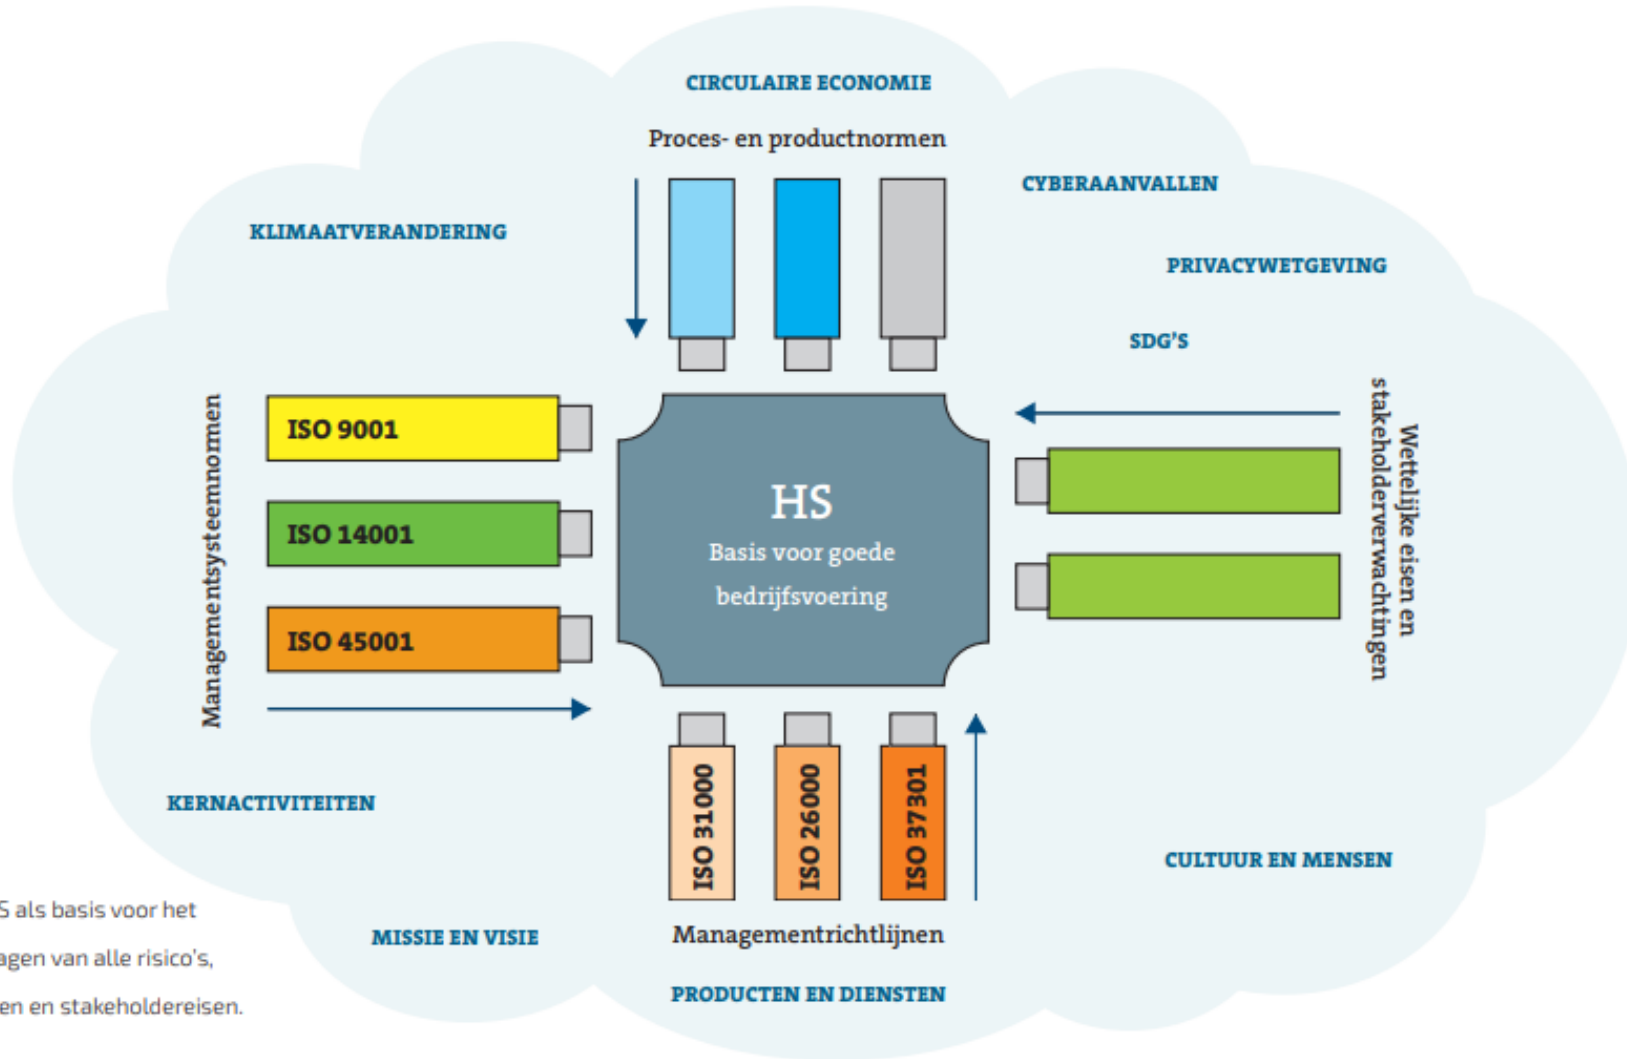 CIRCULAIRE ECONOMIE
Proces- en productnormen
CYBERAANVALLEN
KLIMAATVERANDERING
PRIVACYWETGEVING
SDG'S
Managementsysteemnormen
ISO 9001
ISO 14001
ISO 45001
HS
Basis voor goede
bedrijfsvoering
Wettelijke eisen en
stakeholderverwachtingen
ISO 31000
ISO 26000
ISO 37301
KERNACTIVITEITEN
CULTUUR EN MENSEN
als basis voor het
MISSIE EN VISIE
Managementrichtlijnen
van alle risico's,
PRODUCTEN EN DIENSTEN
en stakeholdereisen.